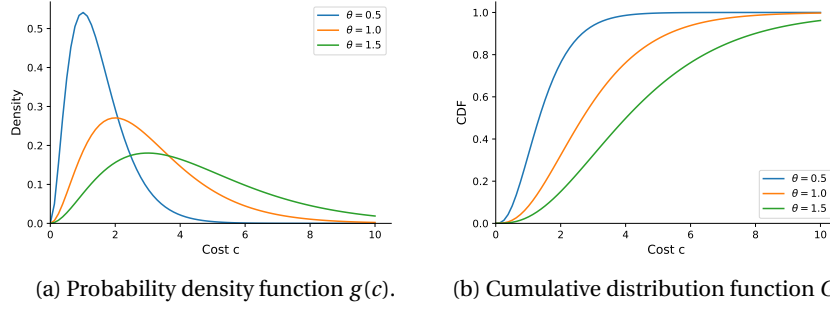 0.5
0.4
0.3
0.2
0.1
0.0
Density
0
2
4
6
8
10
Cost c
θ = 0.5
θ = 1.0
θ = 1.5
(a) Probability density function g(c).
1.0
0.8
0.6
0.4
0.2
0.0
CDF
0
2
4
6
8
10
Cost c
θ = 0.5
θ = 1.0
θ = 1.5
(b) Cumulative distribution function